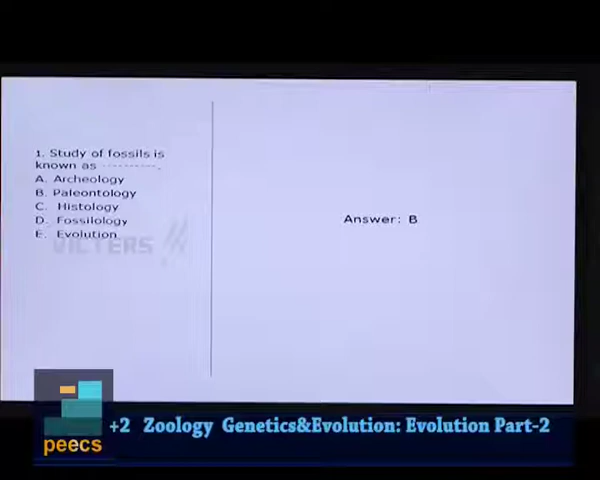 1. Study of fossils is
known as ----------.
A. Archeology
B. Paleontology
C. Histology
D. Fossilology
E. Evolution
VICTERS
Answer: B
peecs
+2 Zoology Genetics&Evolution: Evolution Part-2